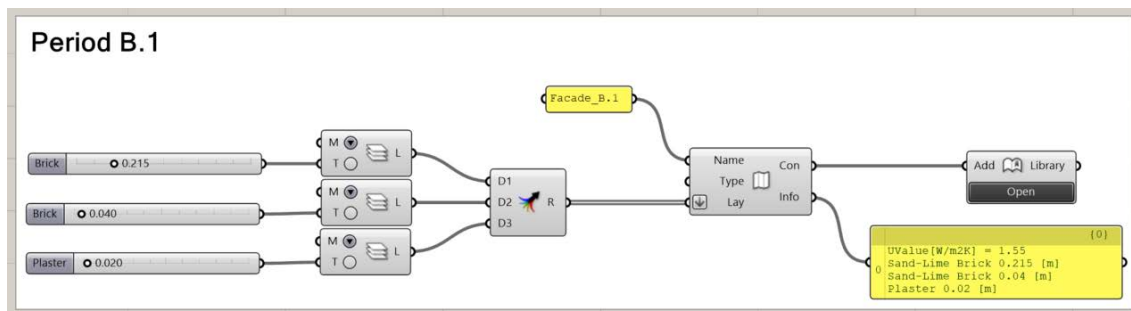 Period B.1
Facade_B.1
Brick 0.215
M
T
L
Brick 0.040
M
T
L
Plaster 0.020
M
T
L
D1
D2
D3
R
Name
Type
Lay
Con
Info
Add Library
Open
{0}
0
UValue[W/m2K] = 1.55
Sand-Lime Brick 0.215 [m]
Sand-Lime Brick 0.04 [m]
Plaster 0.02 [m]